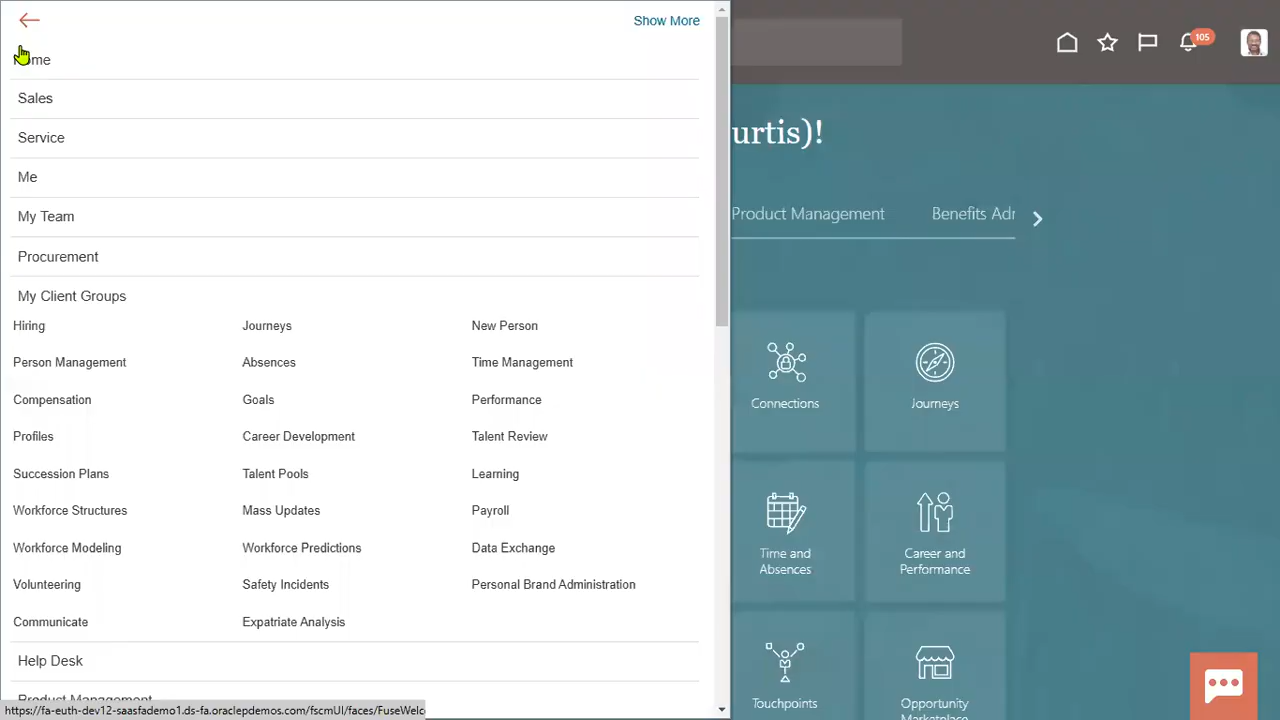 Show More
105
Home
Sales
urtis)!
Service
Me
My Team
Product Management
Benefits Adr
Procurement
My Client Groups
Hiring
Journeys
New Person
Person Management
Absences
Time Management
Compensation
Goals
Performance
Connections
Journeys
Profiles
Career Development
Talent Review
Succession Plans
Talent Pools
Learning
Workforce Structures
Mass Updates
Payroll
Workforce Modeling
Workforce Predictions
Data Exchange
Time and
Absences
Career and
Performance
Volunteering
Safety Incidents
Personal Brand Administration
Communicate
Expatriate Analysis
Help Desk
Product Management
Touchpoints
Opportunity
Marketplace
https://fa-euth-dev12-saasfademo1.ds-fa.oraclepdemos.com/fscmUI/faces/FuseWelc